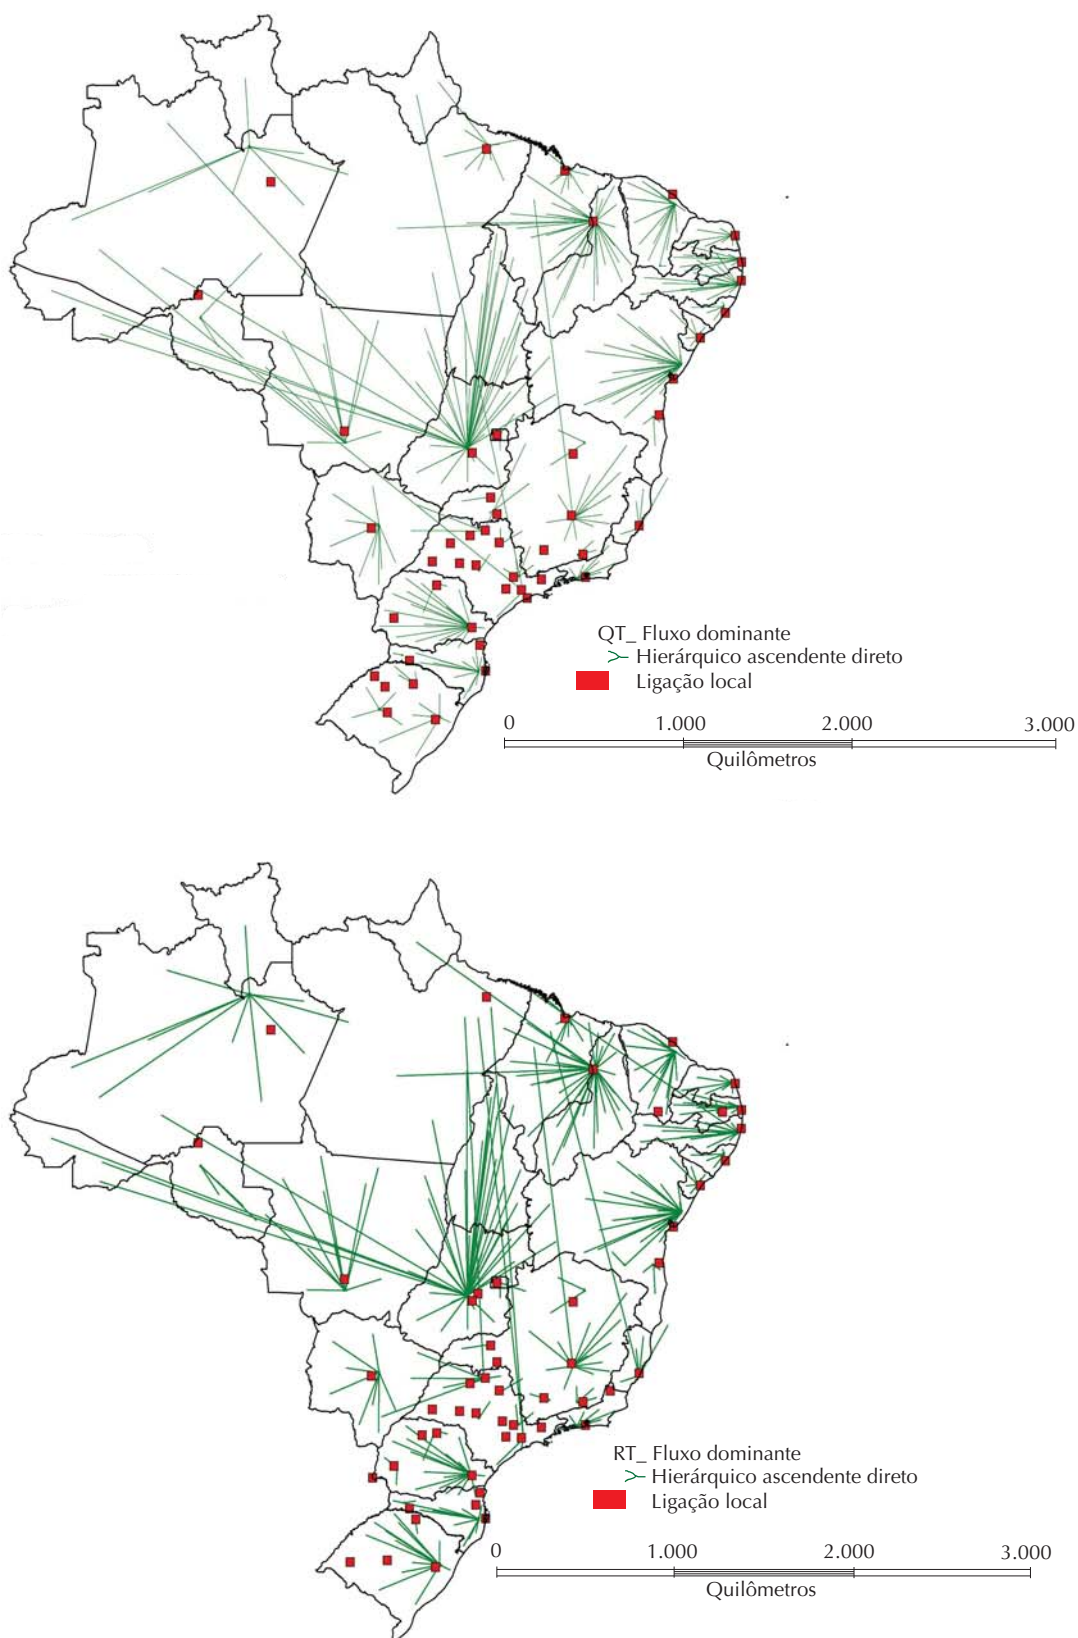 QT_ Fluxo dominante
Hierárquico ascendente direto
Ligação local
0 1.000 2.000 3.000
Quilômetros
RT_ Fluxo dominante
Hierárquico ascendente direto
Ligação local
0 1.000 2.000 3.000
Quilômetros